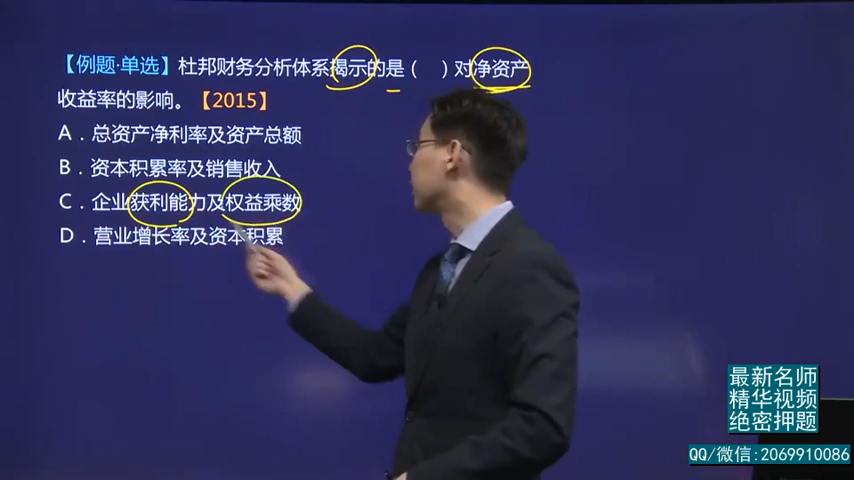 【例题·单选】杜邦财务分析体系揭示的是（ ）对净资产
收益率的影响。【2015】
A．总资产净利率及资产总额
B．资本积累率及销售收入
C．企业获利能力及权益乘数
D．营业增长率及资本积累
最新名师
精华视频
绝密押题
QQ/微信:2069910086